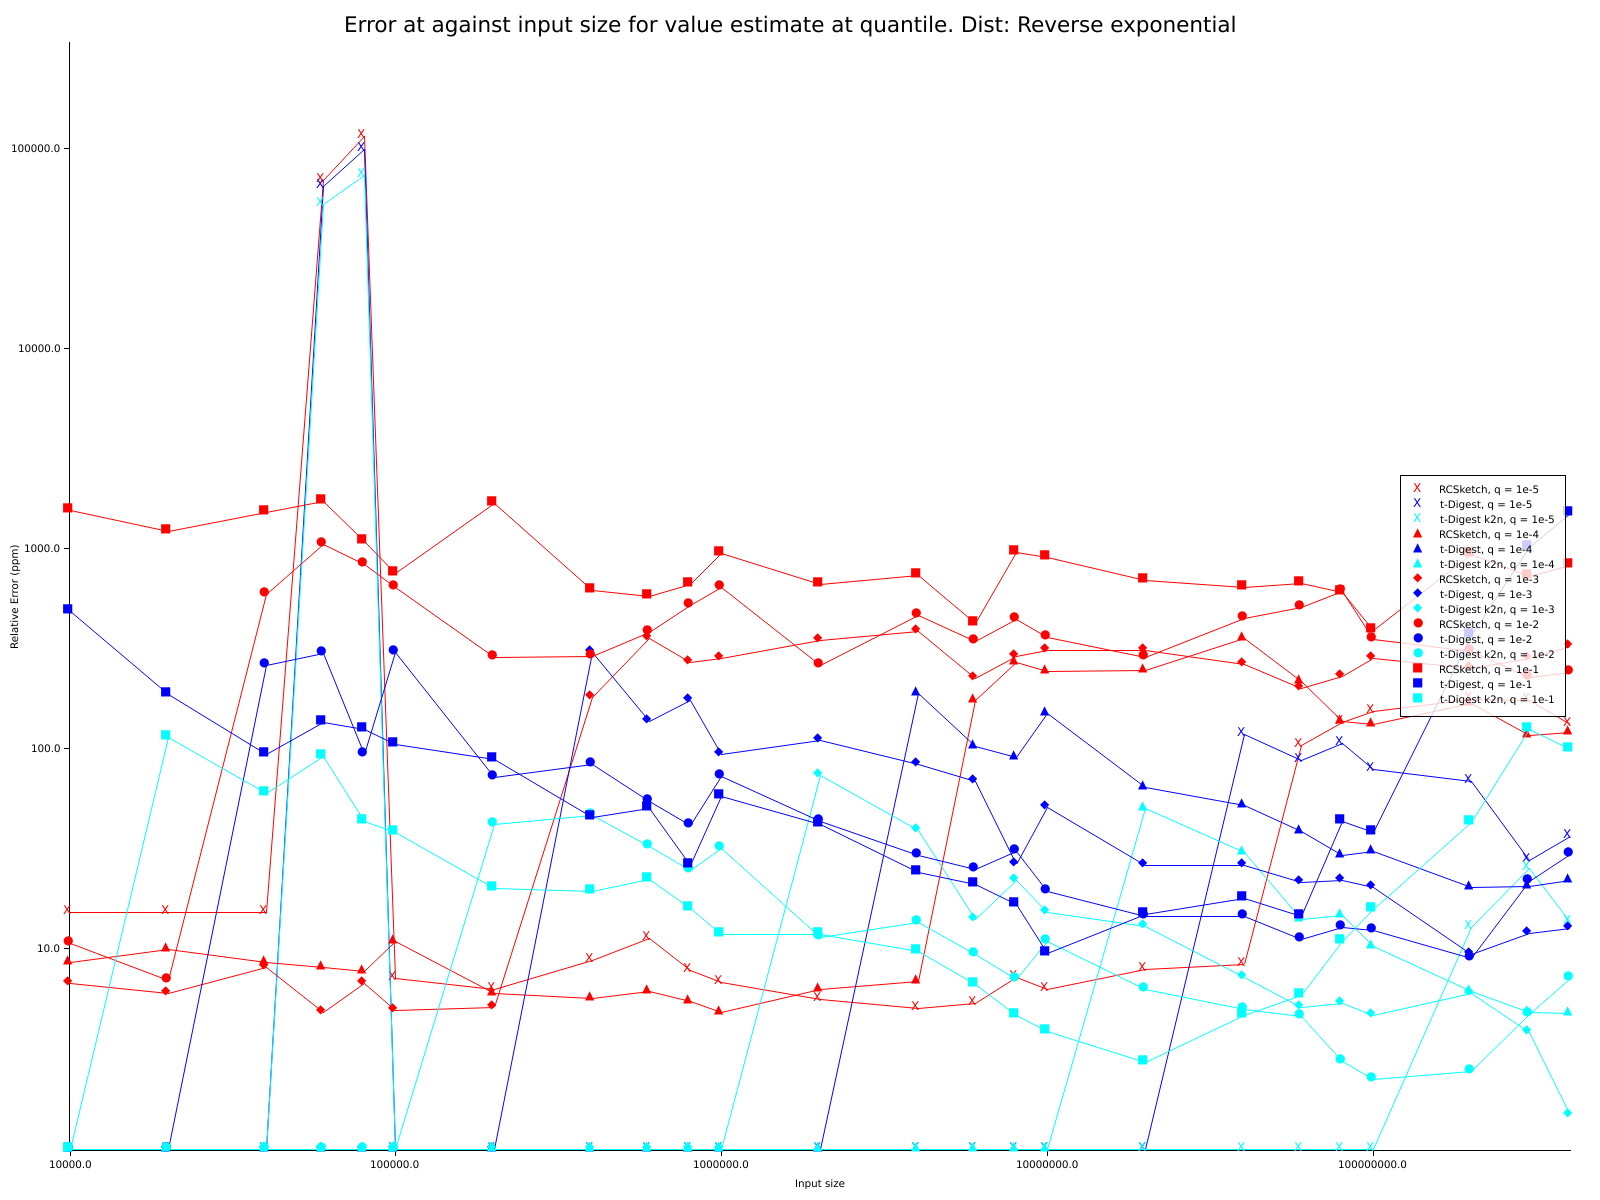 Error at against input size for value estimate at quantile. Dist: Reverse exponential
100000.0
10000.0
1000.0
100.0
10.0
Relative Error (ppm)
RCSketch, q = 1e-5
t-Digest, q = 1e-5
t-Digest k2n, q = 1e-5
RCSketch, q = 1e-4
t-Digest, q = 1e-4
t-Digest k2n, q = 1e-4
RCSketch, q = 1e-3
t-Digest, q = 1e-3
t-Digest k2n, q = 1e-3
RCSketch, q = 1e-2
t-Digest, q = 1e-2
t-Digest k2n, q = 1e-2
RCSketch, q = 1e-1
t-Digest, q = 1e-1
t-Digest k2n, q = 1e-1
10000.0 100000.0 1000000.0 10000000.0 100000000.0
Input size